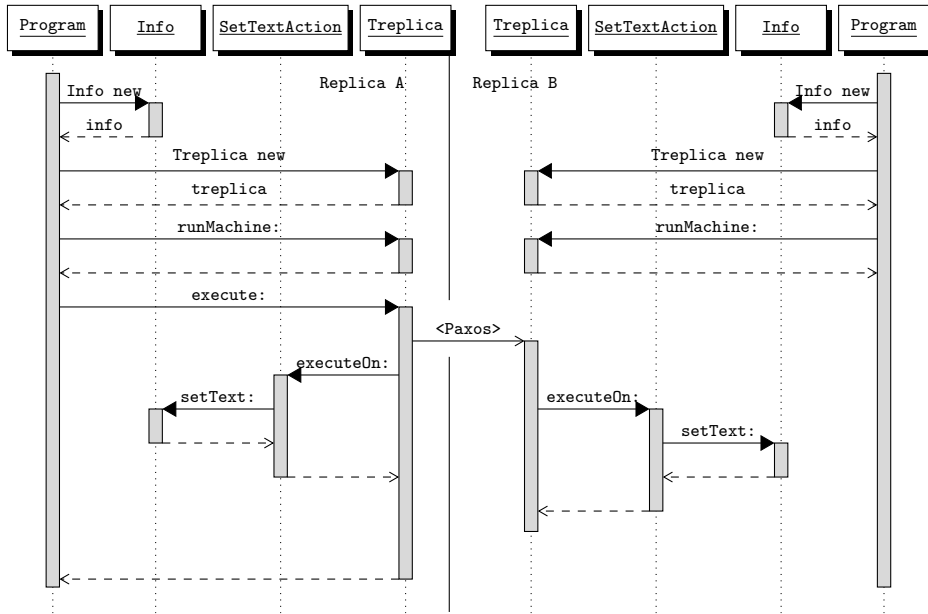 Program Info SetTextAction Treplica Treplica SetTextAction Info Program
Replica A Replica B
Info new Info new
info info
Treplica new Treplica new
treplica treplica
runMachine: runMachine:
execute:
<Paxos>
executeOn:
setText: executeOn:
setText: